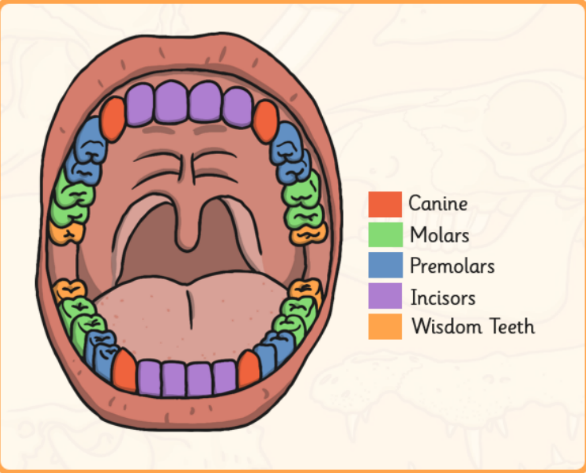 Canine
Molars
Premolars
Incisors
Wisdom Teeth